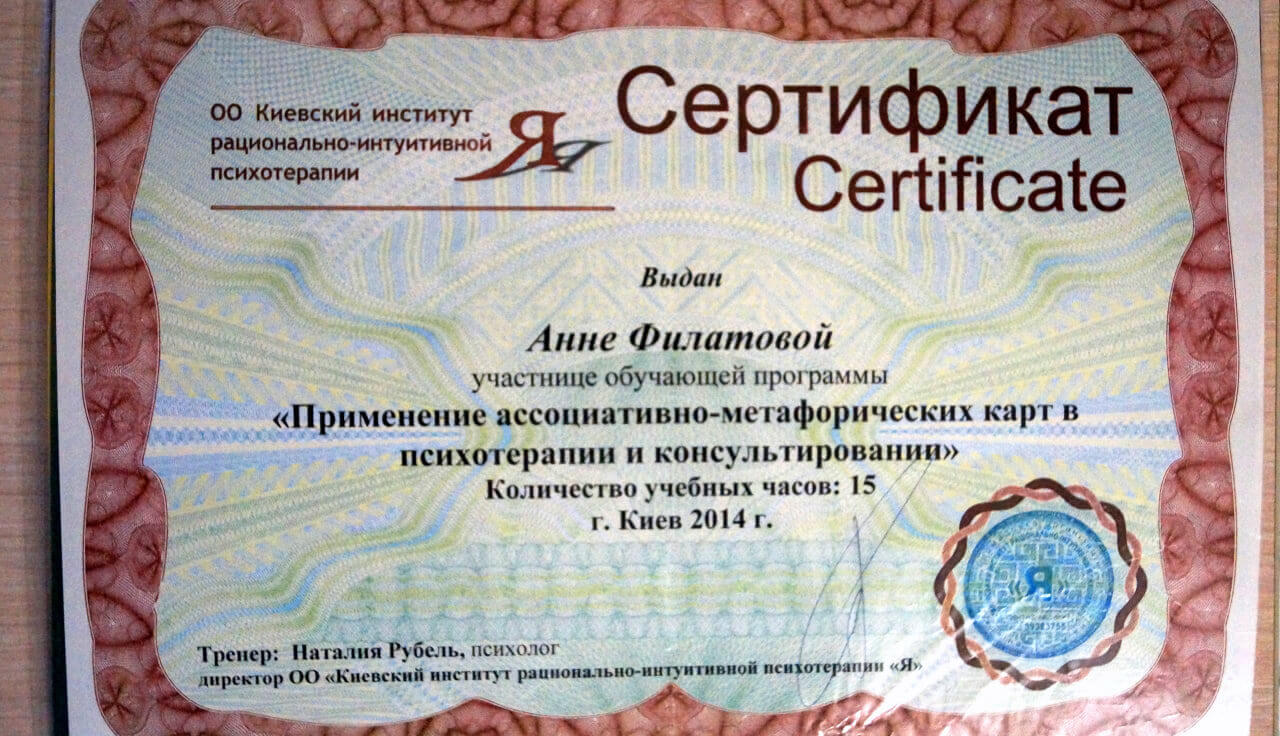 ОО Киевский институт
рационально-интуитивной
психотерапии
Я
Сертификат
Certificate
Выдан
Анне Филатовой
участнице обучающей программы
«Применение ассоциативно-метафорических карт в
психотерапии и консультировании»
Количество учебных часов: 15
г. Киев 2014 г.
Тренер: Наталия Рубель, психолог
директор ОО «Киевский институт рационально-интуитивной психотерапии «Я»
«Я»